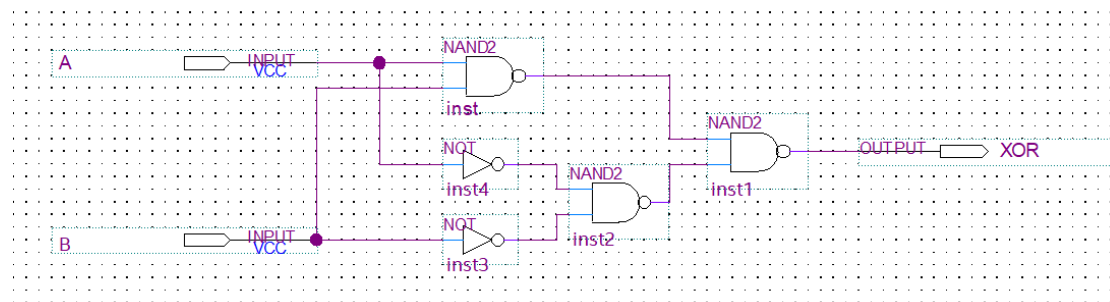 NAND2
A
INPUT
VCC
inst
NAND2
NOT
OUTPUT
XOR
NAND2
inst4
inst1
NOT
B
INPUT
VCC
inst2
inst3